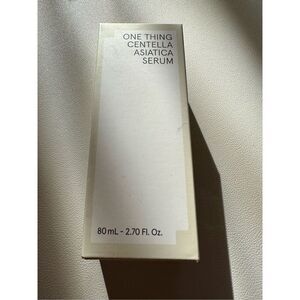 ONE THING
CENTELLA
ASIATICA
SERUM
80 mL - 2.70 Fl. Oz.